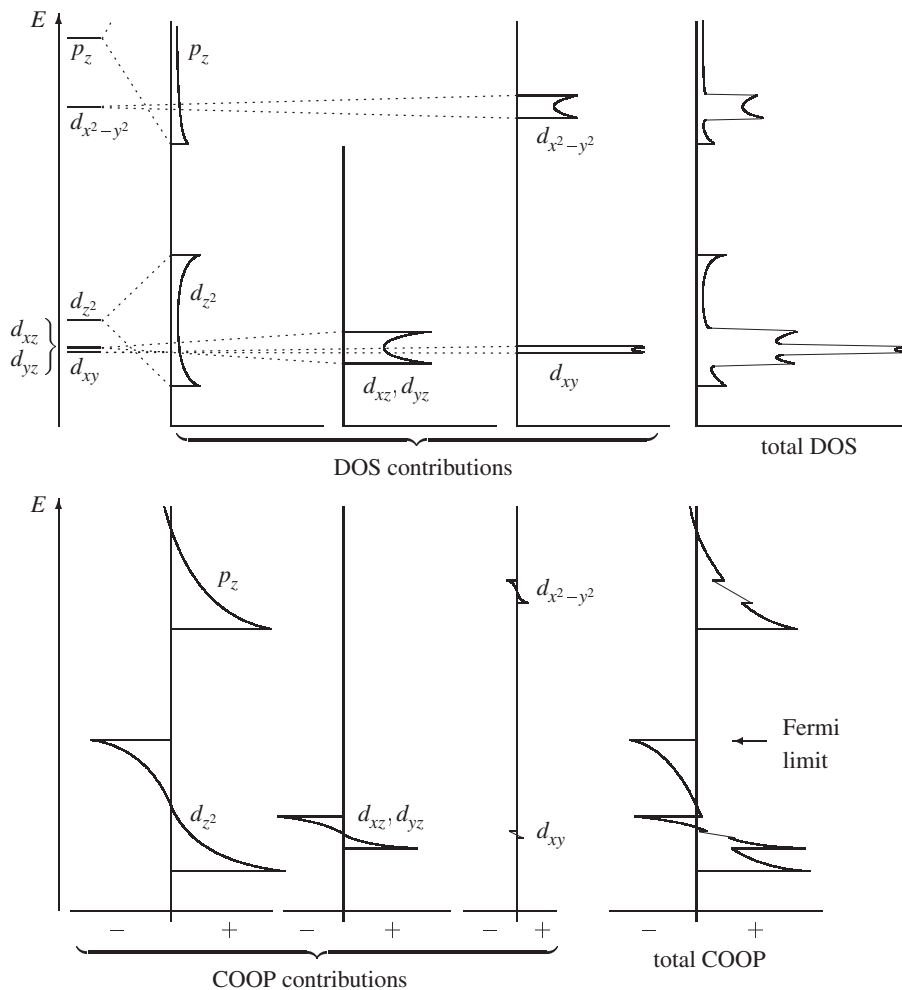 E
p_z
p_z
d_{x^2-y^2}
d_{x^2-y^2}
d_{z^2}
d_{z^2}
d_{xz}
d_{yz}
d_{xy}
d_{xz}, d_{yz}
d_{xy}
DOS contributions
total DOS
E
p_z
d_{x^2-y^2}
Fermi
limit
d_{z^2}
d_{xz}, d_{yz}
d_{xy}
− + − + − + − +
COOP contributions
total COOP